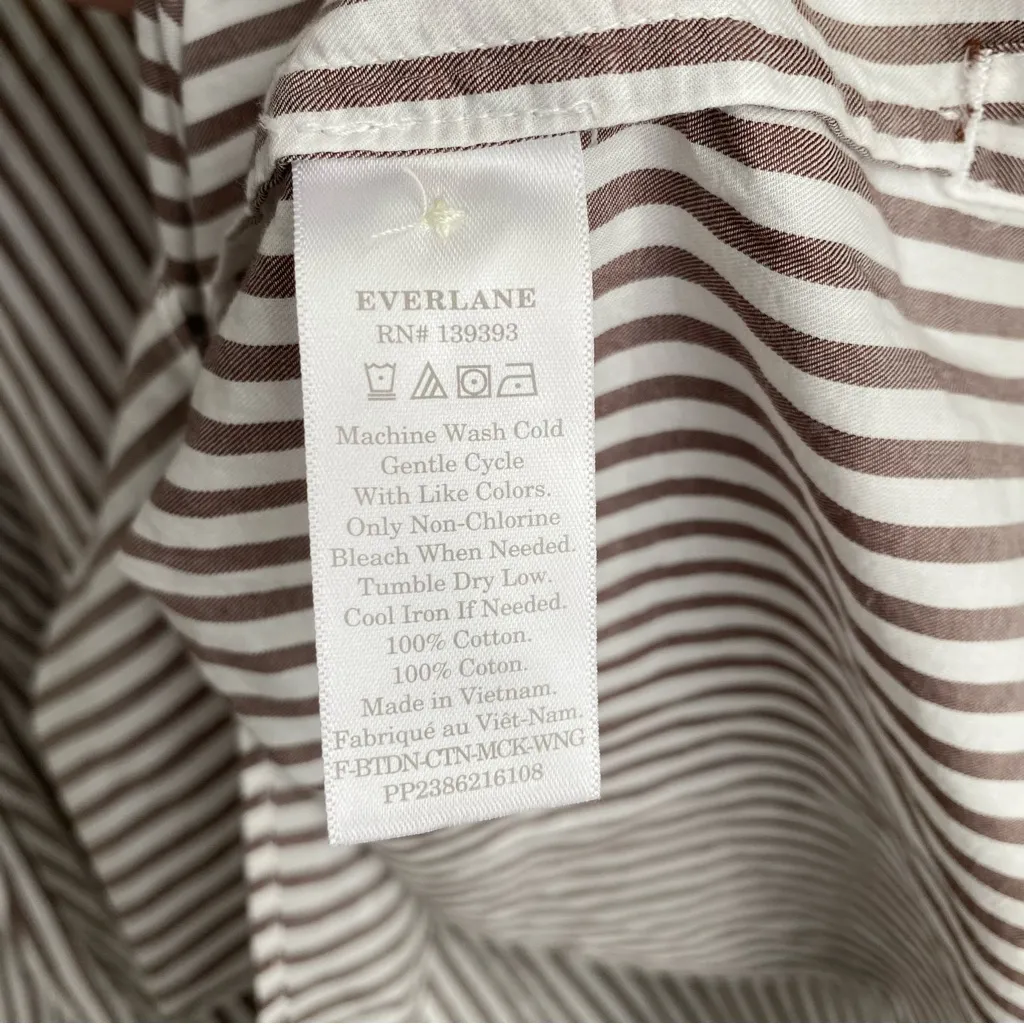 EVERLANE
RN# 139393
Machine Wash Cold
Gentle Cycle
With Like Colors.
Only Non-Chlorine
Bleach When Needed.
Tumble Dry Low.
Cool Iron If Needed.
100% Cotton.
100% Coton.
Made in Vietnam.
Fabriqué au Viêt-Nam.
F-BTDN-CTN-MCK-WNG
PP2386216108